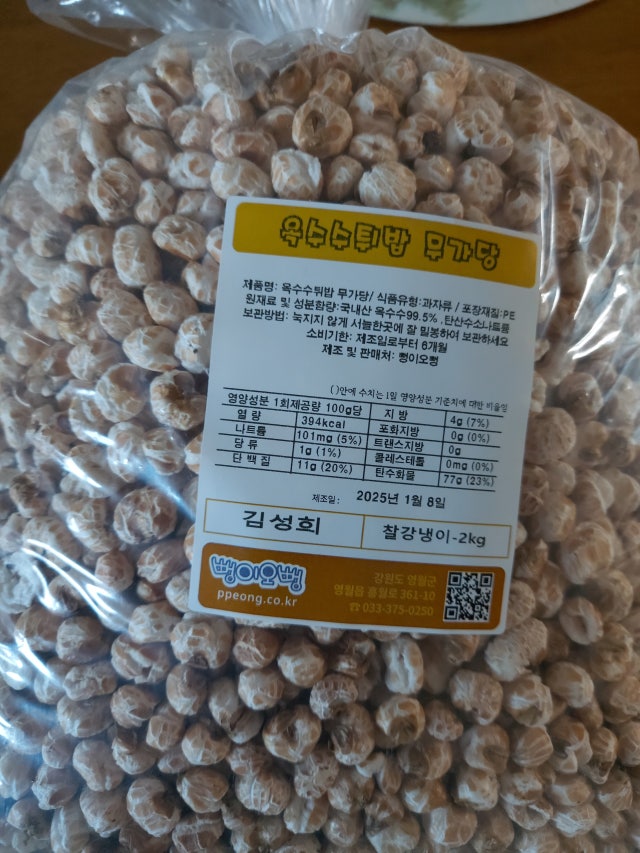 옥수수튀밥 무가당
제품명: 옥수수튀밥 무가당/ 식품유형:과자류 / 포장재질:PE
원재료 및 성분함량:국내산 옥수수99.5% ,탄산수소나트륨
보관방법: 눅지지 않게 서늘한곳에 잘 밀봉하여 보관하세요
소비기한: 제조일로부터 6개월
제조 및 판매처: 뻥이오뻥
( )안에 수치는 1일 영양성분 기준치에 대한 비율임
영양성분 1회제공량 100g당 지 방 4g (7%)
열 량 394kcal 포화지방 0g (0%)
나트륨 101mg (5%) 트랜스지방 0g
당 류 1g (1%) 콜레스테롤 0mg (0%)
단 백 질 11g (20%) 탄수화물 77g (23%)
제조일: 2025년 1월 8일
김성희 찰강냉이-2kg
뻥이오뻥
ppeong.co.kr
강원도 영월군
영월읍 홍월로 361-10
☎ 033-375-0250